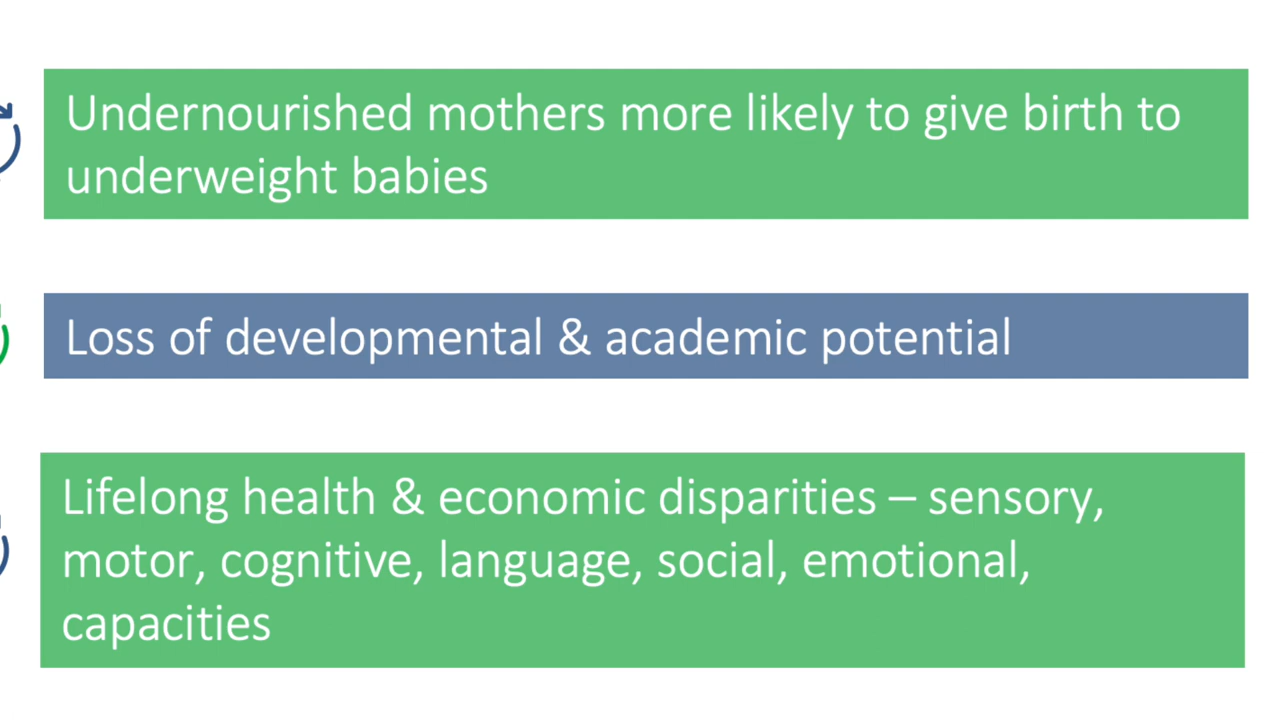 Undernourished mothers more likely to give birth to
underweight babies
Loss of developmental & academic potential
Lifelong health & economic disparities – sensory,
motor, cognitive, language, social, emotional,
capacities